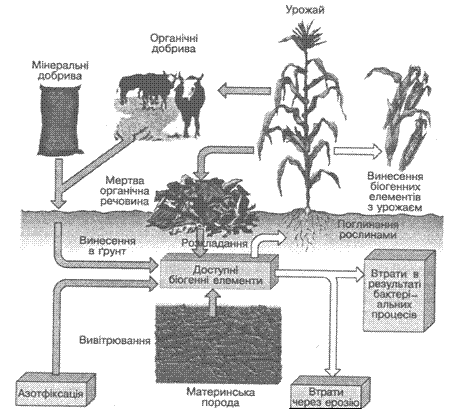 Урожай
Органічні
добрива
Мінеральні
добрива
Мертва
органічна
речовина
Винесення
біогенних
елементів
з урожаєм
Поглинання
рослинами
Винесення
в ґрунт
Розкладання
Доступні
біогенні елементи
Втрати в
результаті
бактері-
альних
процесів
Вивітрювання
Азотфіксація
Материнська
порода
Втрати
через ерозію